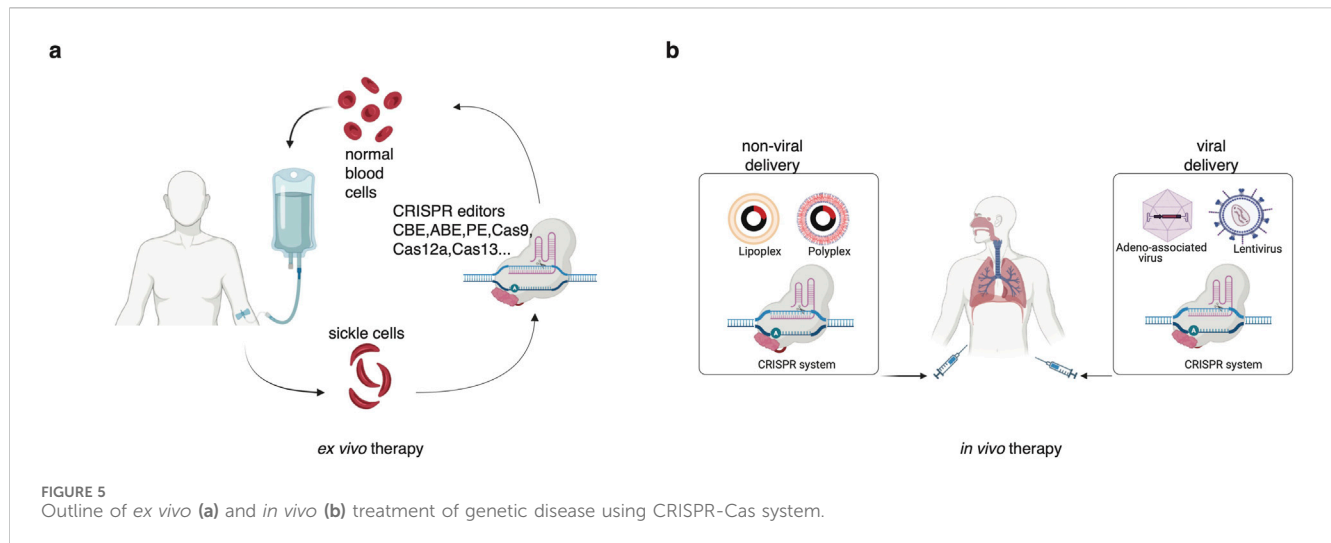 a
normal
blood
cells
CRISPR editors
CBE,ABE,PE,Cas9,
Cas12a,Cas13...
A
sickle cells
ex vivo therapy
b
non-viral
delivery
Lipoplex
Polyplex
A
CRISPR system
viral
delivery
Adeno-associated
virus
Lentivirus
A
CRISPR system
in vivo therapy
FIGURE 5
Outline of ex vivo (a) and in vivo (b) treatment of genetic disease using CRISPR-Cas system.